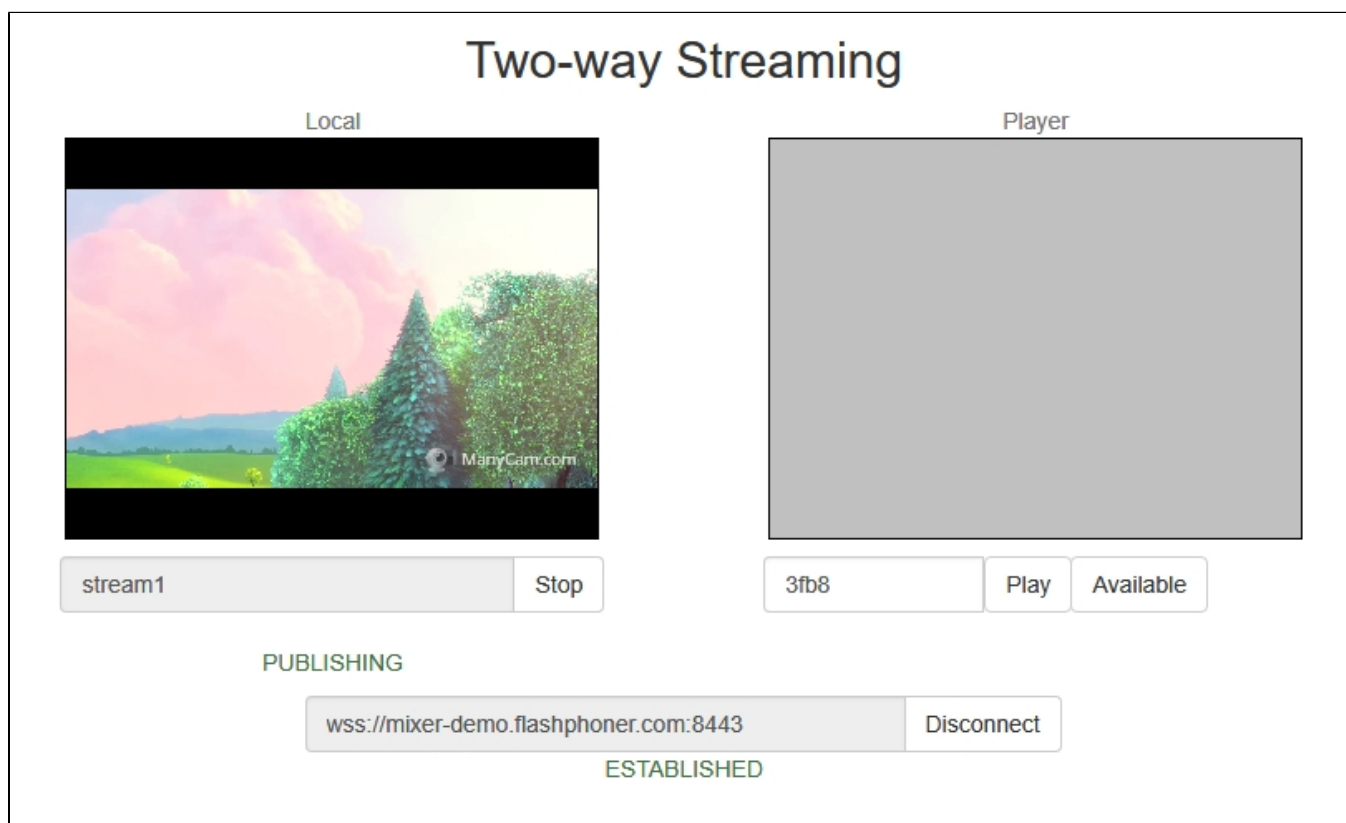 Two-way Streaming
Local
Player
ManyCam.com
stream1
Stop
3fb8
Play
Available
PUBLISHING
wss://mixer-demo.flashphoner.com:8443
Disconnect
ESTABLISHED